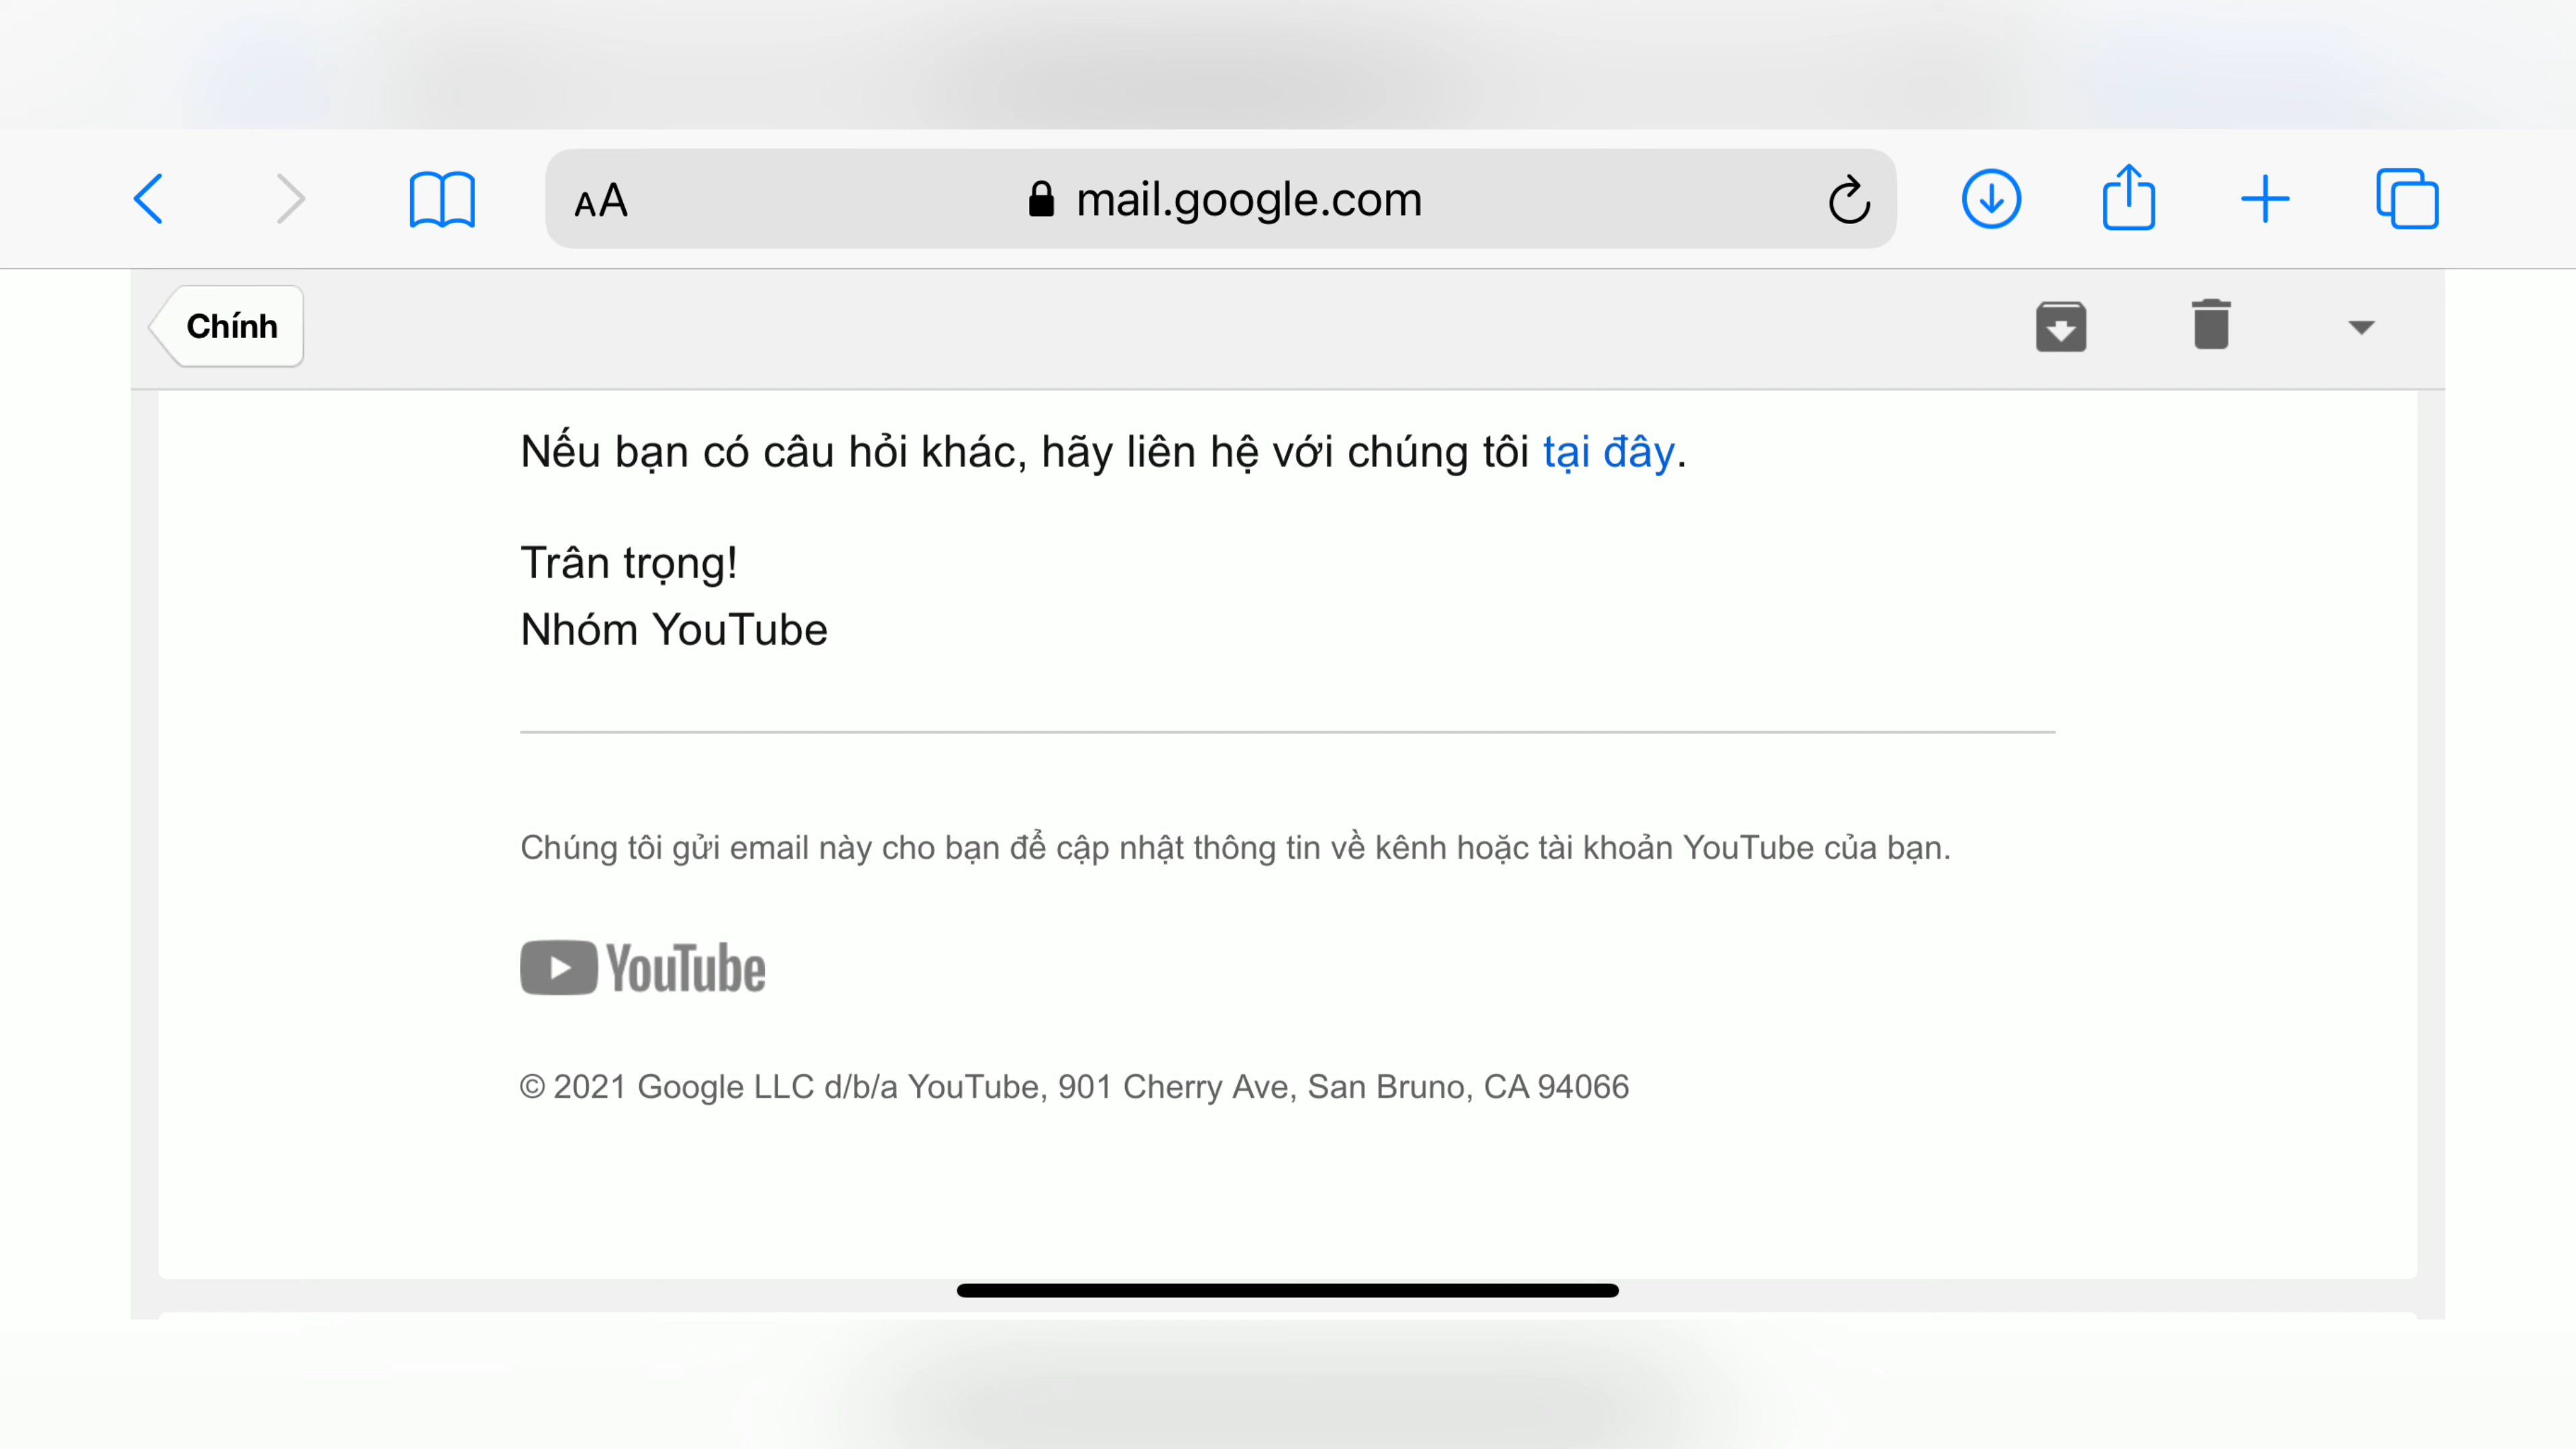 AA
mail.google.com
Chính
Nếu bạn có câu hỏi khác, hãy liên hệ với chúng tôi tại đây.
Trân trọng!
Nhóm YouTube
Chúng tôi gửi email này cho bạn để cập nhật thông tin về kênh hoặc tài khoản YouTube của bạn.
YouTube
© 2021 Google LLC d/b/a YouTube, 901 Cherry Ave, San Bruno, CA 94066